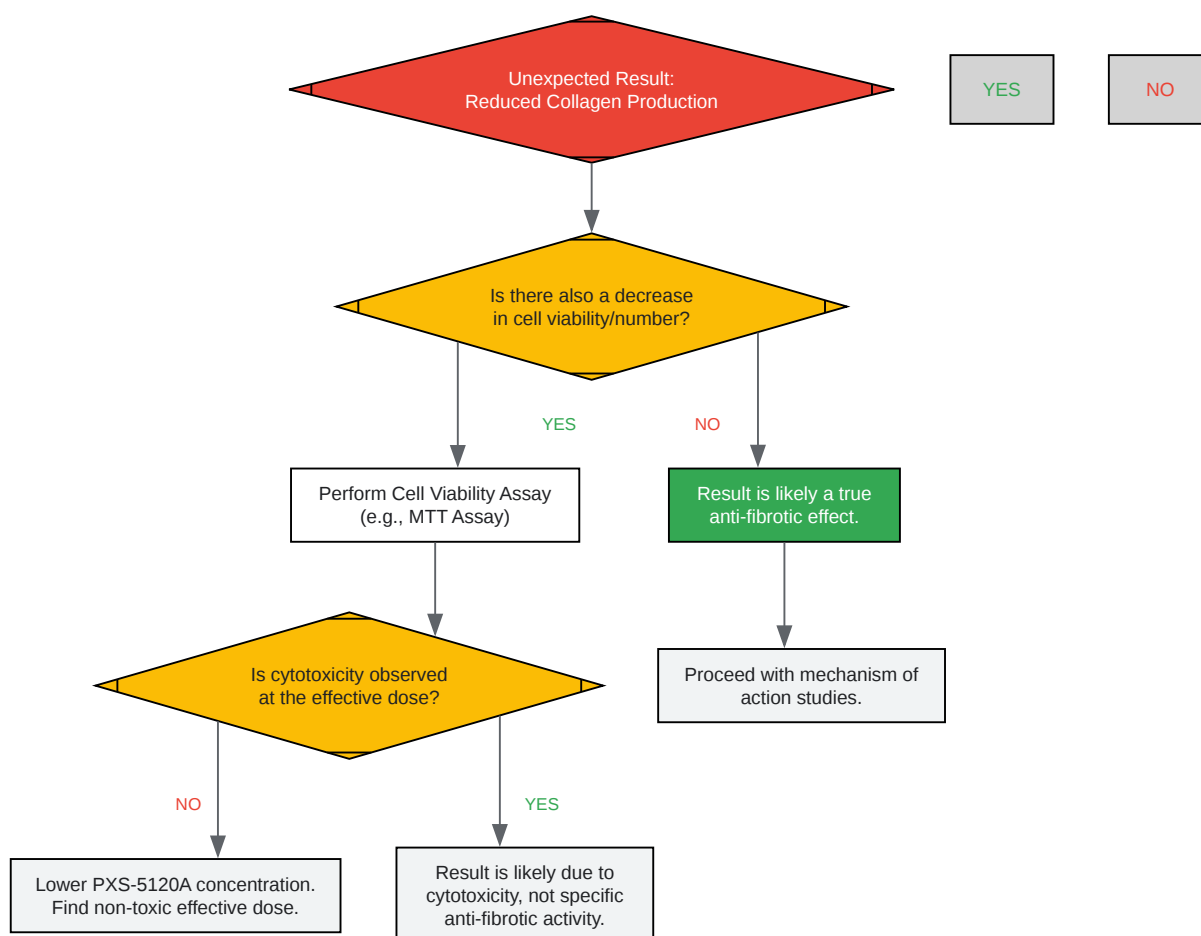 Unexpected Result:
Reduced Collagen Production
YES
NO
Is there also a decrease
in cell viability/number?
YES
NO
Perform Cell Viability Assay
(e.g., MTT Assay)
Result is likely a true
anti-fibrotic effect.
Is cytotoxicity observed
at the effective dose?
Proceed with mechanism of
action studies.
NO
YES
Lower PXS-5120A concentration.
Find non-toxic effective dose.
Result is likely due to
cytotoxicity, not specific
anti-fibrotic activity.